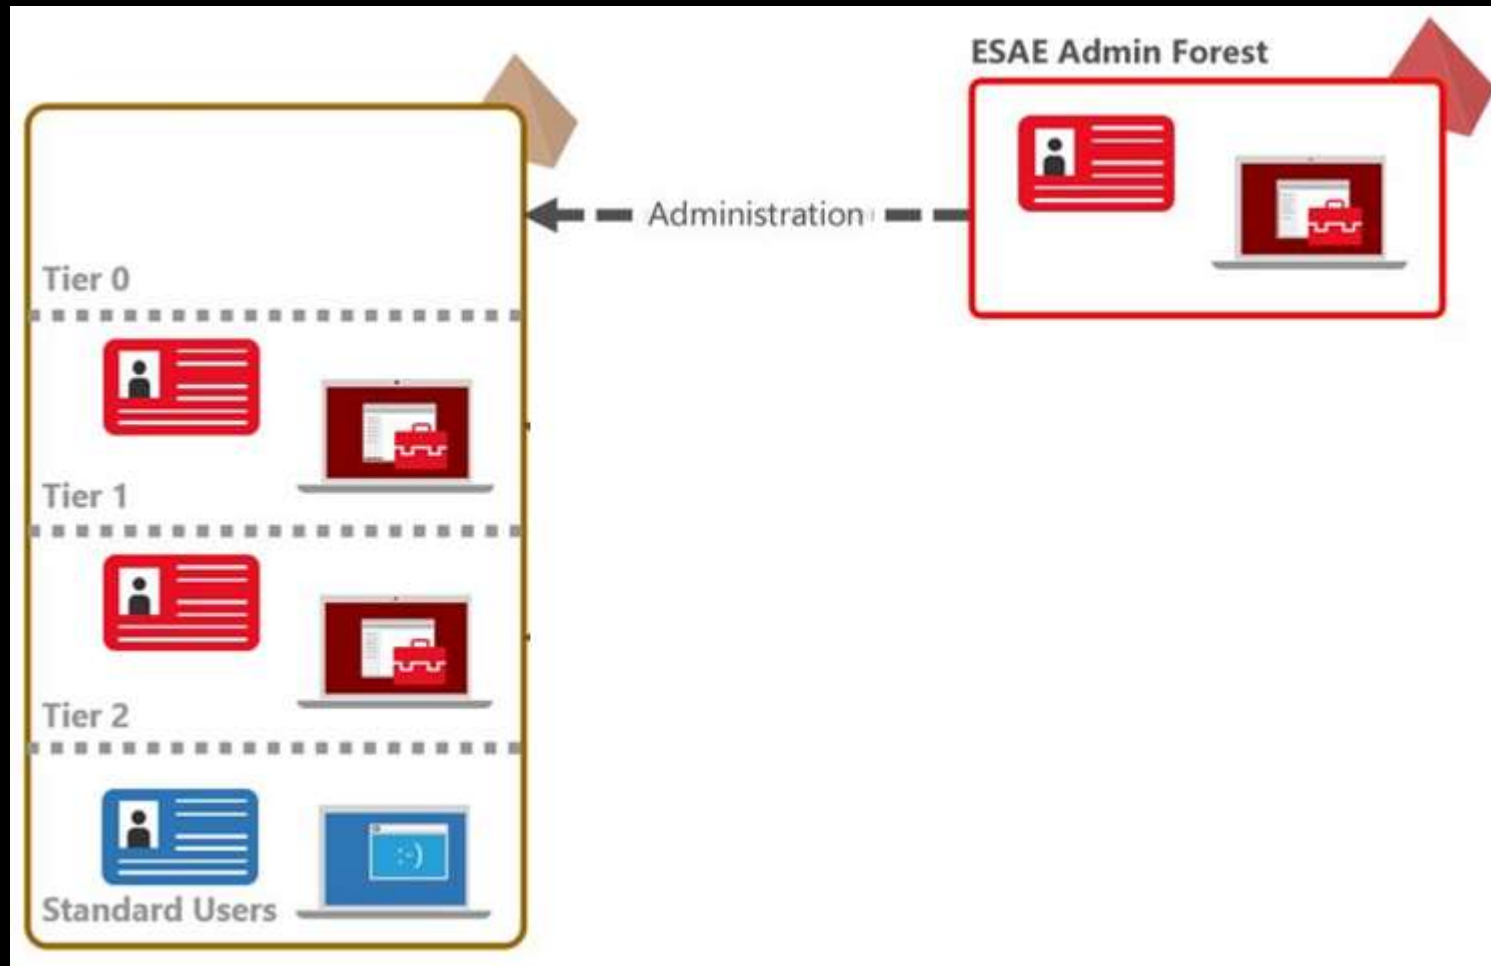 ESAE Admin Forest
Administration
Tier 0
Tier 1
Tier 2
:-)
Standard Users